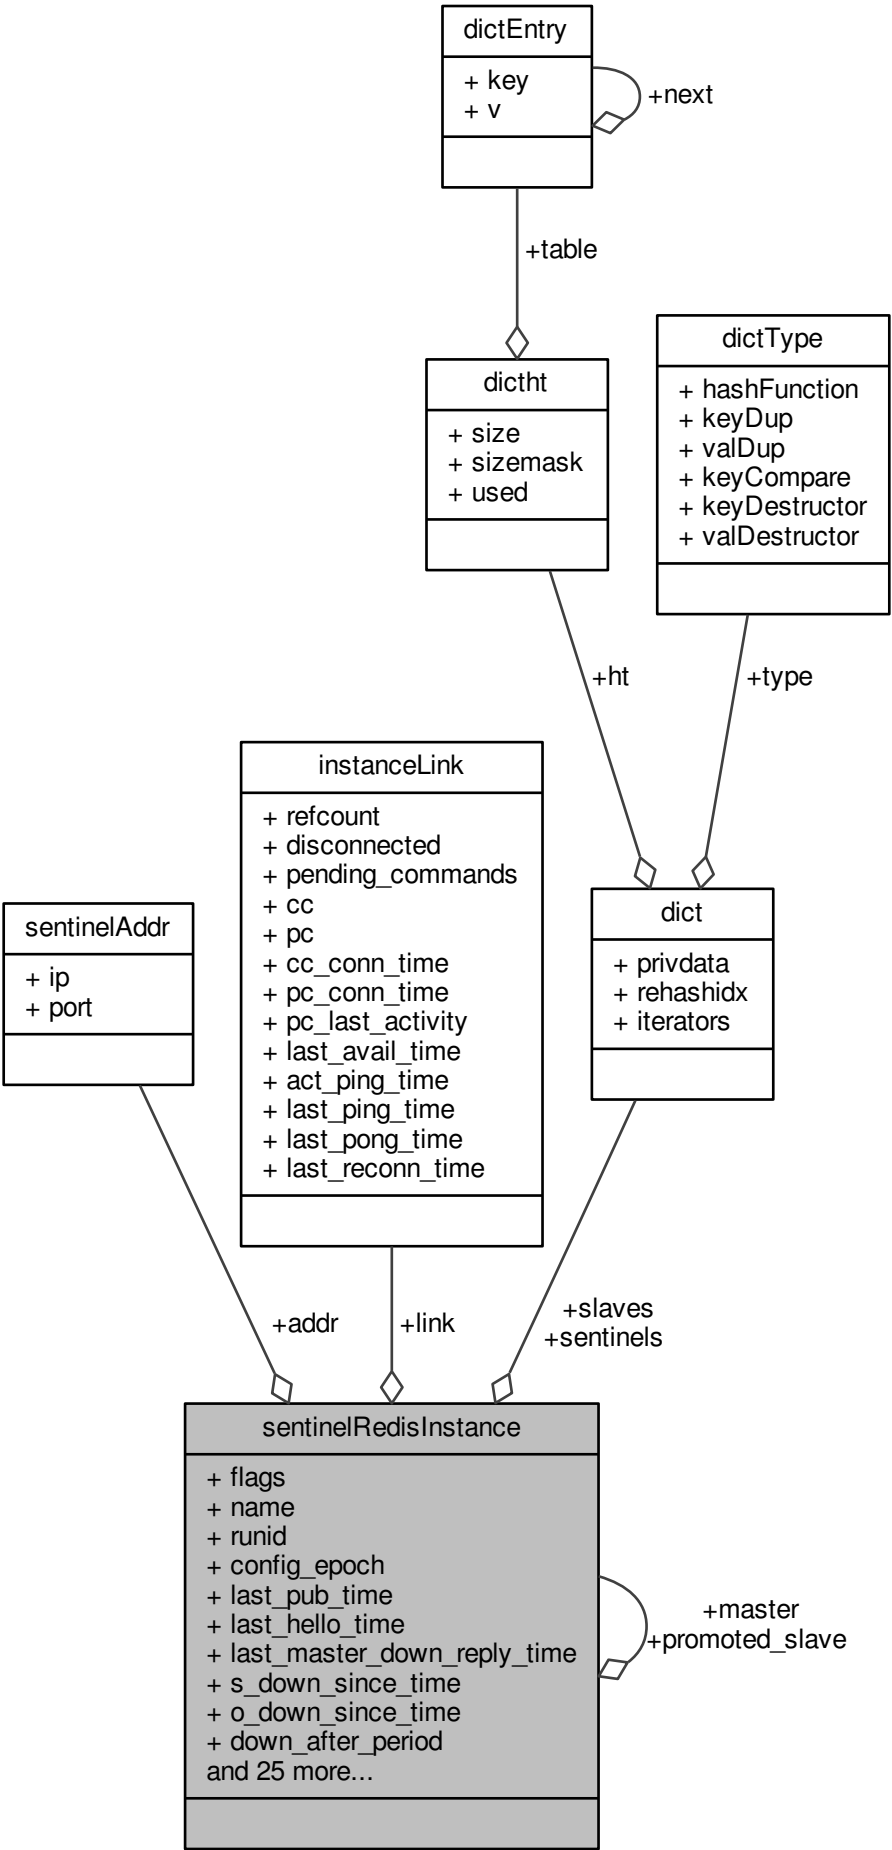 dictEntry
+ key
+ v
+next
+table
dictht
+ size
+ sizemask
+ used
dictType
+ hashFunction
+ keyDup
+ valDup
+ keyCompare
+ keyDestructor
+ valDestructor
+ht
+type
instanceLink
+ refcount
+ disconnected
+ pending_commands
+ cc
+ pc
+ cc_conn_time
+ pc_conn_time
+ pc_last_activity
+ last_avail_time
+ act_ping_time
+ last_ping_time
+ last_pong_time
+ last_reconn_time
sentinelAddr
+ ip
+ port
dict
+ privdata
+ rehashidx
+ iterators
+addr
+link
+slaves
+sentinels
sentinelRedisInstance
+ flags
+ name
+ runid
+ config_epoch
+ last_pub_time
+ last_hello_time
+ last_master_down_reply_time
+ s_down_since_time
+ o_down_since_time
+ down_after_period
and 25 more...
+master
+promoted_slave